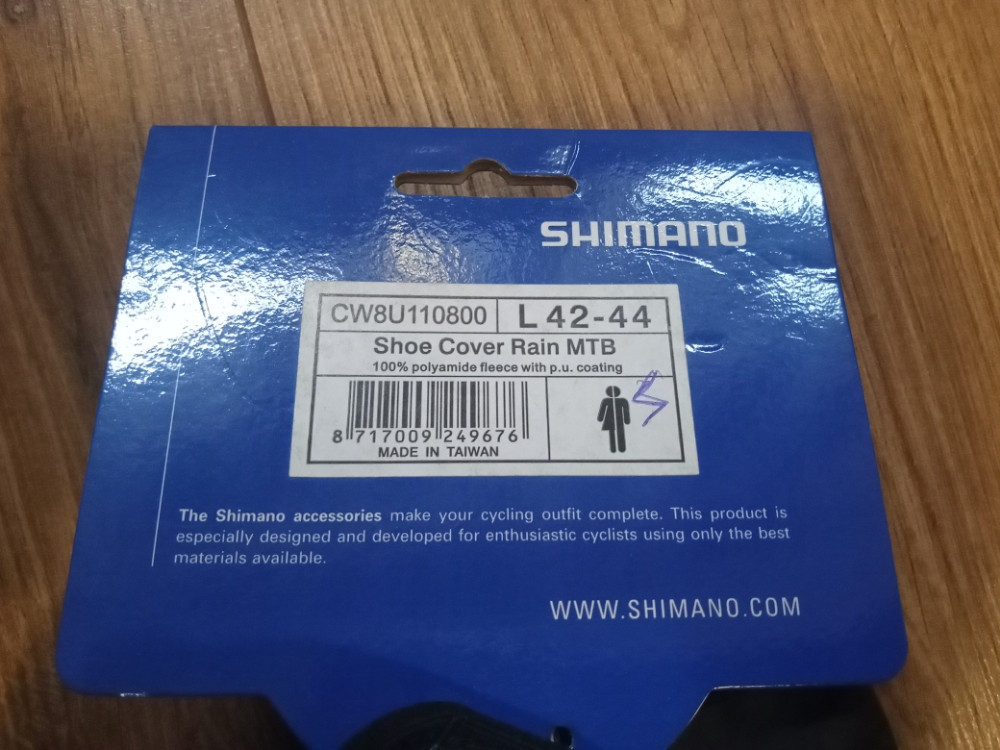 SHIMANO
CW8U110800 L 42-44
Shoe Cover Rain MTB
100% polyamide fleece with p.u. coating
8 717009 249676
MADE IN TAIWAN
The Shimano accessories make your cycling outfit complete. This product is
especially designed and developed for enthusiastic cyclists using only the best
materials available.
WWW.SHIMANO.COM